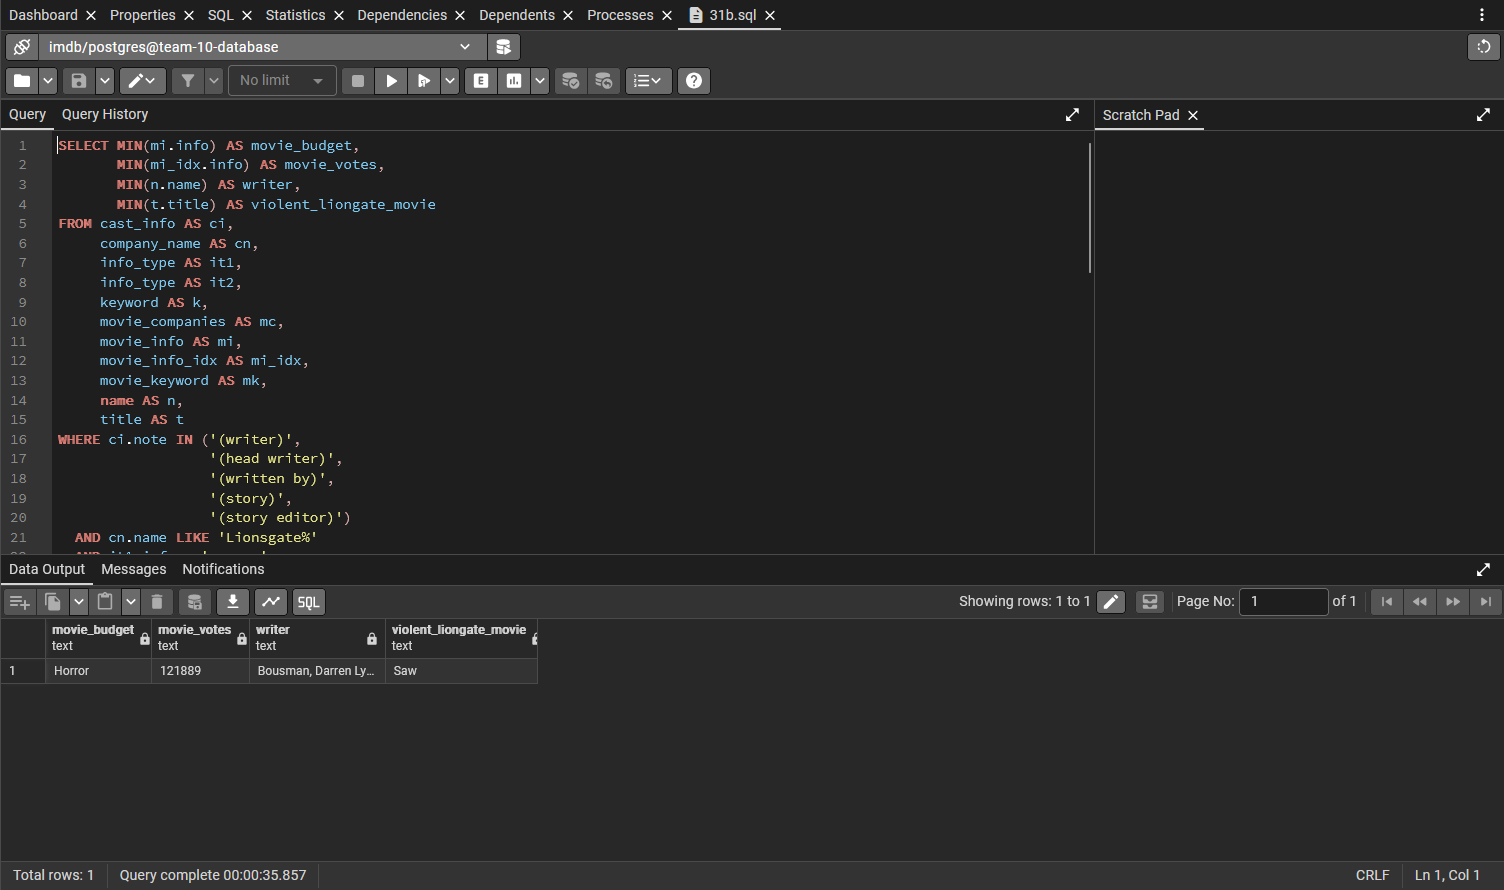 Dashboard Properties SQL Statistics Dependencies Dependents Processes 31b.sql
imdb/postgres@team-10-database
No limit E SQL
Query Query History Scratch Pad
1 SELECT MIN(mi.info) AS movie_budget,
2 MIN(mi_idx.info) AS movie_votes,
3 MIN(n.name) AS writer,
4 MIN(t.title) AS violent_liongate_movie
5 FROM cast_info AS ci,
6 company_name AS cn,
7 info_type AS it1,
8 info_type AS it2,
9 keyword AS k,
10 movie_companies AS mc,
11 movie_info AS mi,
12 movie_info_idx AS mi_idx,
13 movie_keyword AS mk,
14 name AS n,
15 title AS t
16 WHERE ci.note IN ('(writer)',
17 '(head writer)',
18 '(written by)',
19 '(story)',
20 '(story editor)')
21 AND cn.name LIKE 'Lionsgate%'
Data Output Messages Notifications
SQL Showing rows: 1 to 1 Page No: 1 of 1
movie_budget movie_votes writer violent_liongate_movie
text text text text
1 Horror 121889 Bousman, Darren Ly... Saw
Total rows: 1 Query complete 00:00:35.857 CRLF Ln 1, Col 1